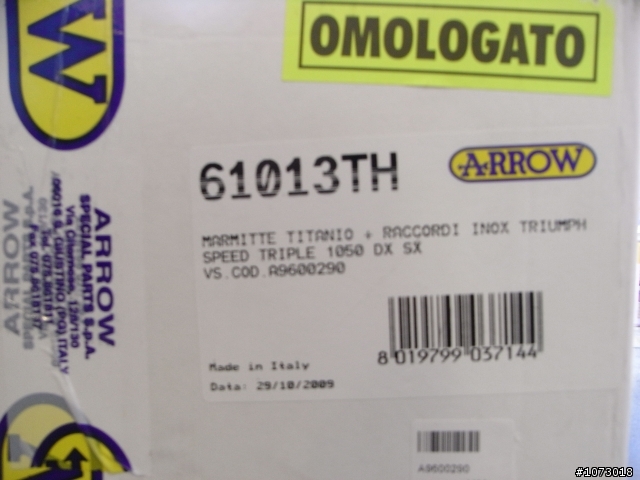 OMOLOGATO
ARROW
61013TH
MARMITTE TITANIO + RACCORDI INOX TRIUMPH
SPEED TRIPLE 1050 DX SX
VS.COD.A9600290
8 019799 037144
Made in Italy
Data: 29/10/2009
A9600290
ARROW
SPECIAL PARTS S.p.A.
ARROW
#1073018